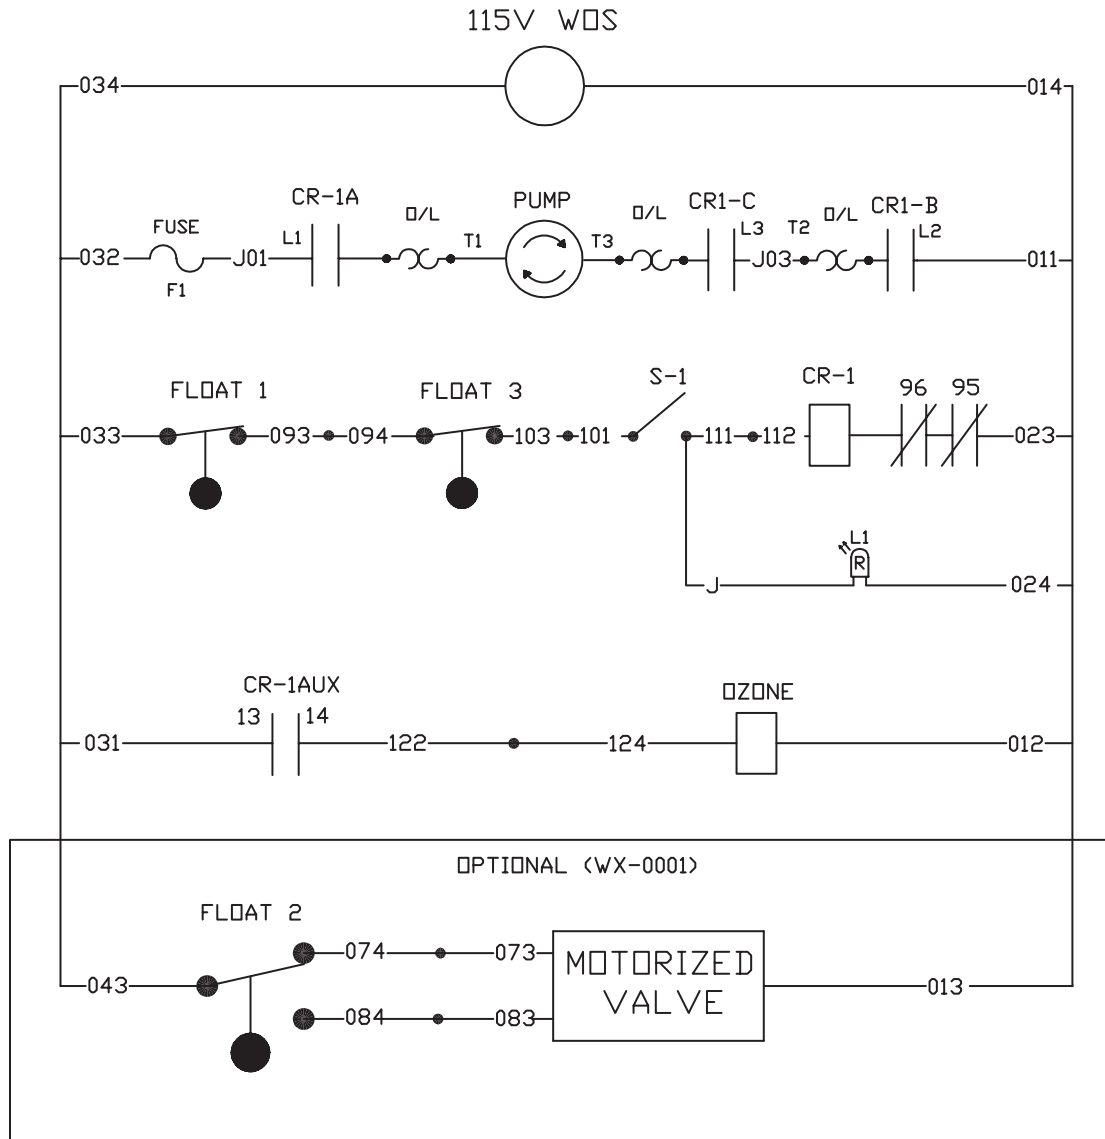 115V WOS
034 014
CR-1A O/L PUMP O/L CR1-C O/L CR1-B
FUSE L1 T1 T3 L3 T2 L2
032 J01 J03 011
F1
FLOAT 1 FLOAT 3 S-1 CR-1 96 95
033 093 094 103 101 111 112 023
L1
R
J 024
CR-1AUX OZONE
13 14
031 122 124 012
OPTIONAL (WX-0001)
FLOAT 2
074 073
MOTORIZED
043 013
VALVE
084 083